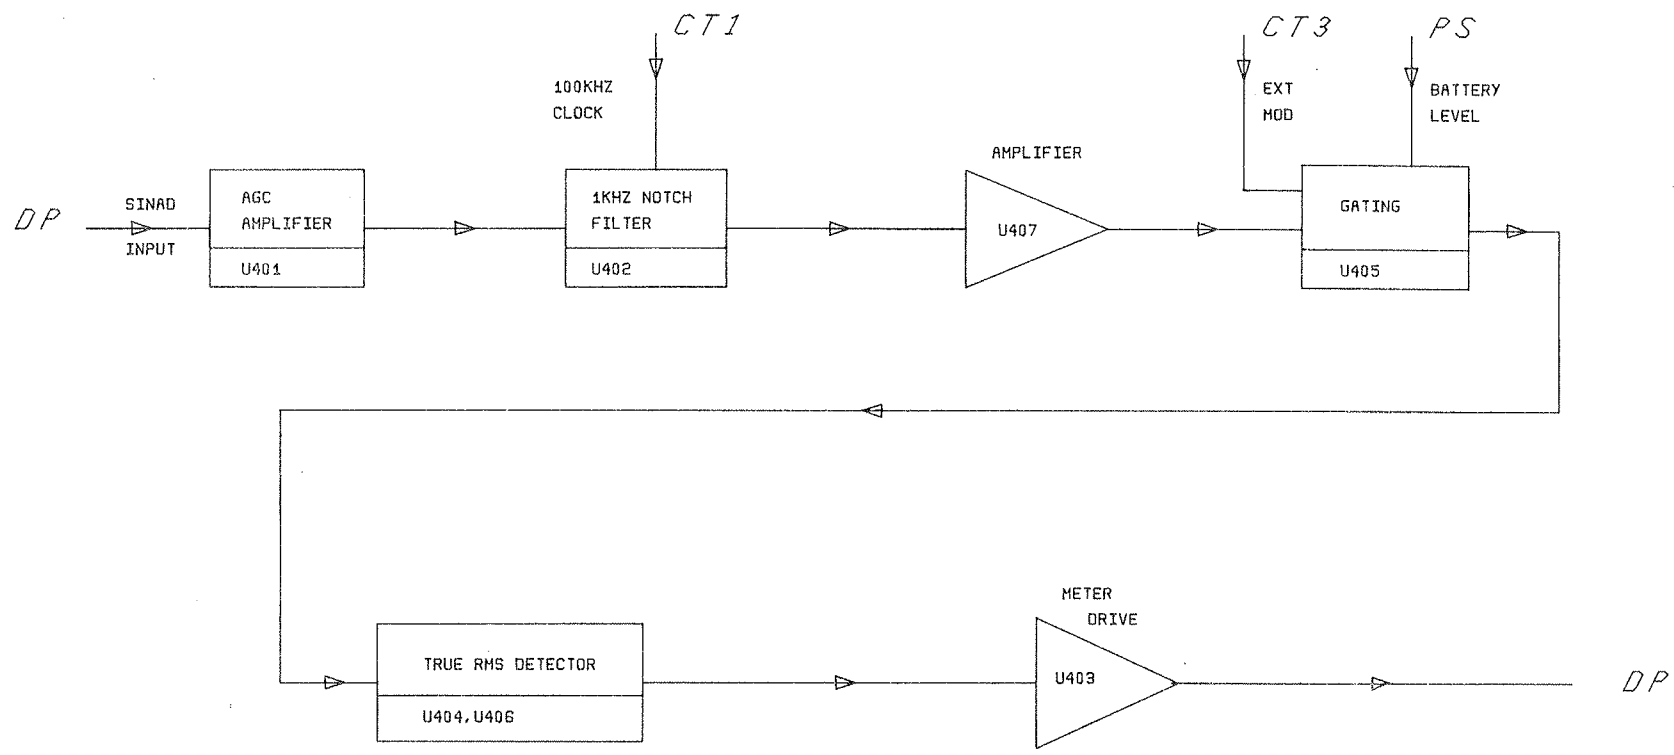 CT1
CT3
PS
100KHZ
CLOCK
EXT
MOD
BATTERY
LEVEL
AMPLIFIER
DP
SINAD
INPUT
AGC
AMPLIFIER
U401
1KHZ NOTCH
FILTER
U402
U407
GATING
U405
METER
DRIVE
TRUE RMS DETECTOR
U404,U406
U403
DP